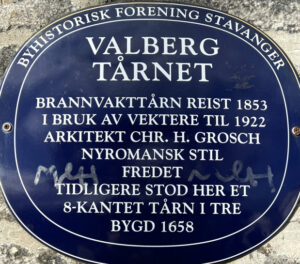 BYHISTORISK FORENING STAVANGER
VALBERG
TÅRNET
BRANNVAKTTÅRN REIST 1853
I BRUK AV VEKTERE TIL 1922
ARKITEKT CHR. H. GROSCH
NYROMANSK STIL
FREDET
TIDLIGERE STOD HER ET
8-KANTET TÅRN I TRE
BYGD 1658